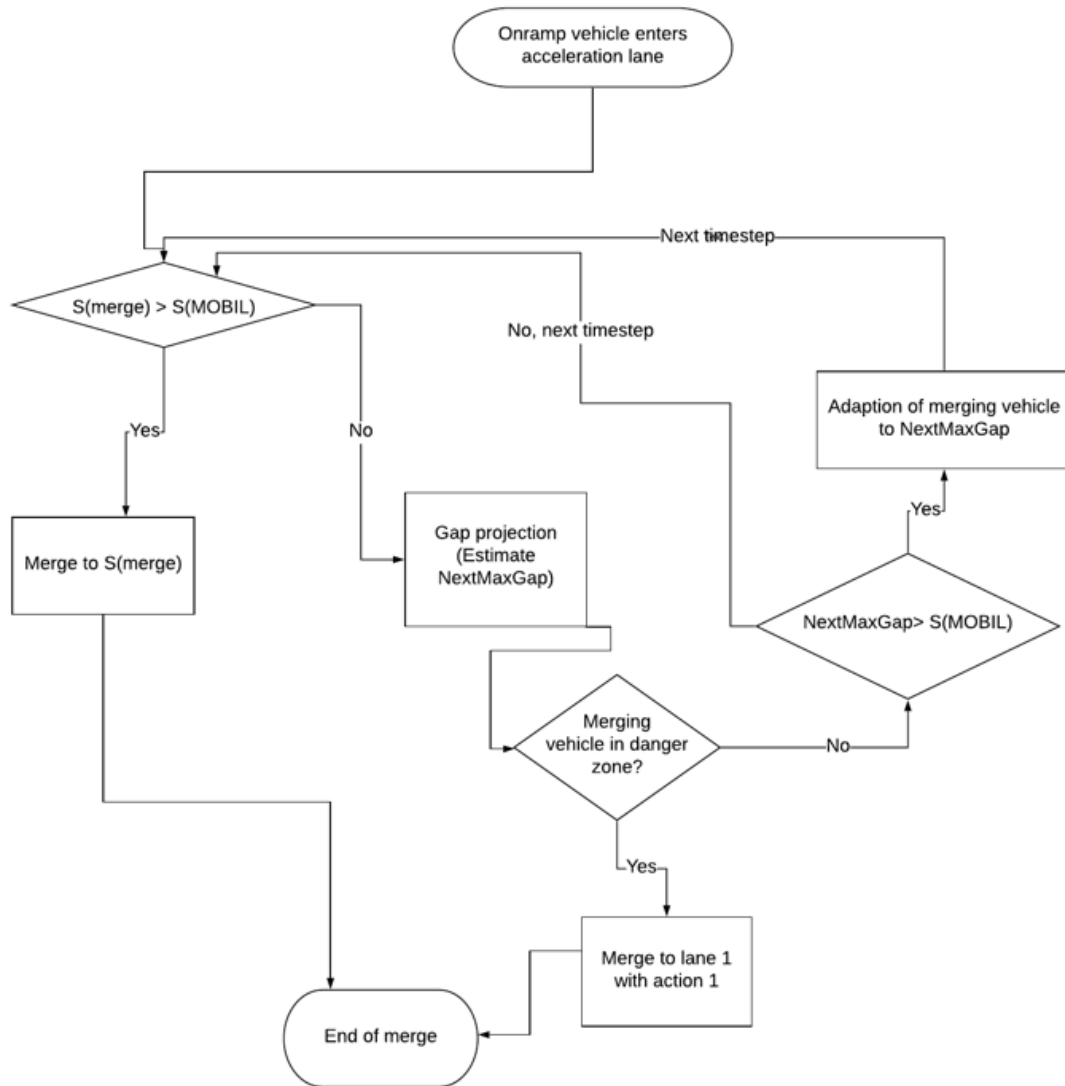 Onramp vehicle enters
acceleration lane
Next timestep
S(merge) > S(MOBIL)
No, next timestep
Adaption of merging vehicle
to NextMaxGap
Yes
No
Yes
Gap projection
(Estimate
NextMaxGap)
Merge to S(merge)
NextMaxGap> S(MOBIL)
Merging
vehicle in danger
zone?
No
Yes
Merge to lane 1
with action 1
End of merge